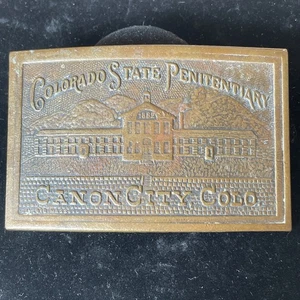 COLORADO STATE PENITENTIARY
CANON CITY, COLO.